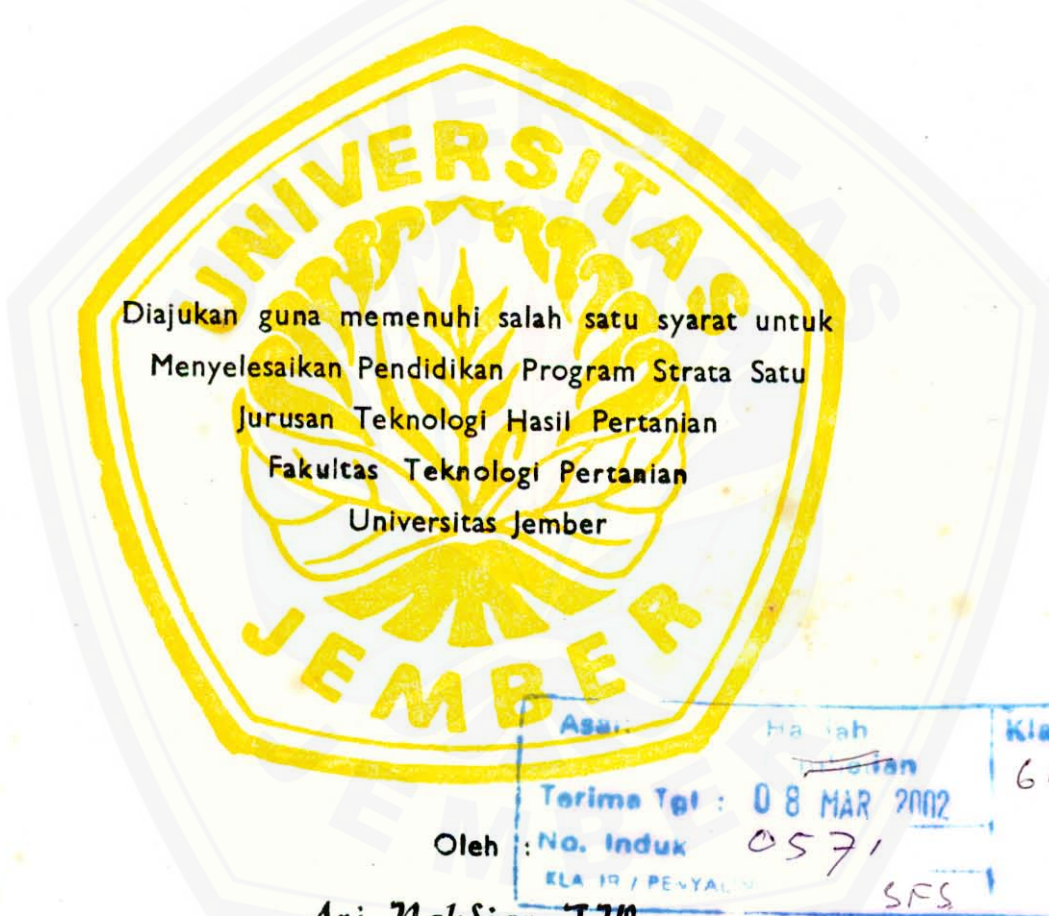 UNIVERSITAS
Diajukan guna memenuhi salah satu syarat untuk
Menyelesaikan Pendidikan Program Strata Satu
Jurusan Teknologi Hasil Pertanian
Fakultas Teknologi Pertanian
Universitas Jember
JEMBER
Asal
Terima Tgl : 08 MAR 2002
Oleh :
No. Induk 0571
SFS